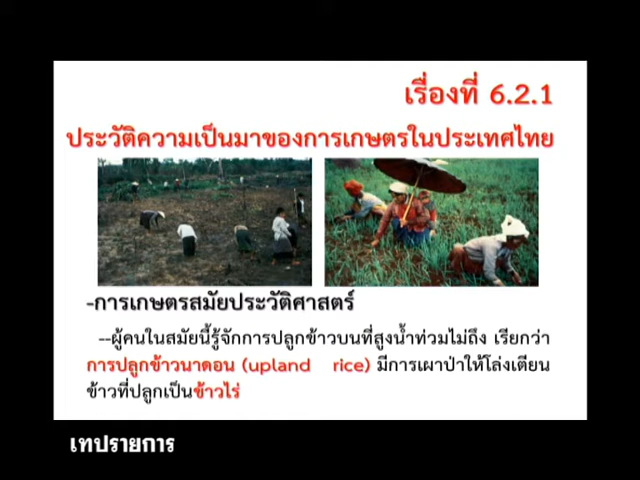 เรื่องที่ 6.2.1
ประวัติความเป็นมาของการเกษตรในประเทศไทย
-การเกษตรสมัยประวัติศาสตร์
--ผู้คนในสมัยนี้รู้จักการปลูกข้าวบนที่สูงน้ำท่วมไม่ถึง เรียกว่า
การปลูกข้าวนาดอน (upland rice) มีการเผาป่าให้โล่งเตียน
ข้าวที่ปลูกเป็นข้าวไร่
เทปรายการ